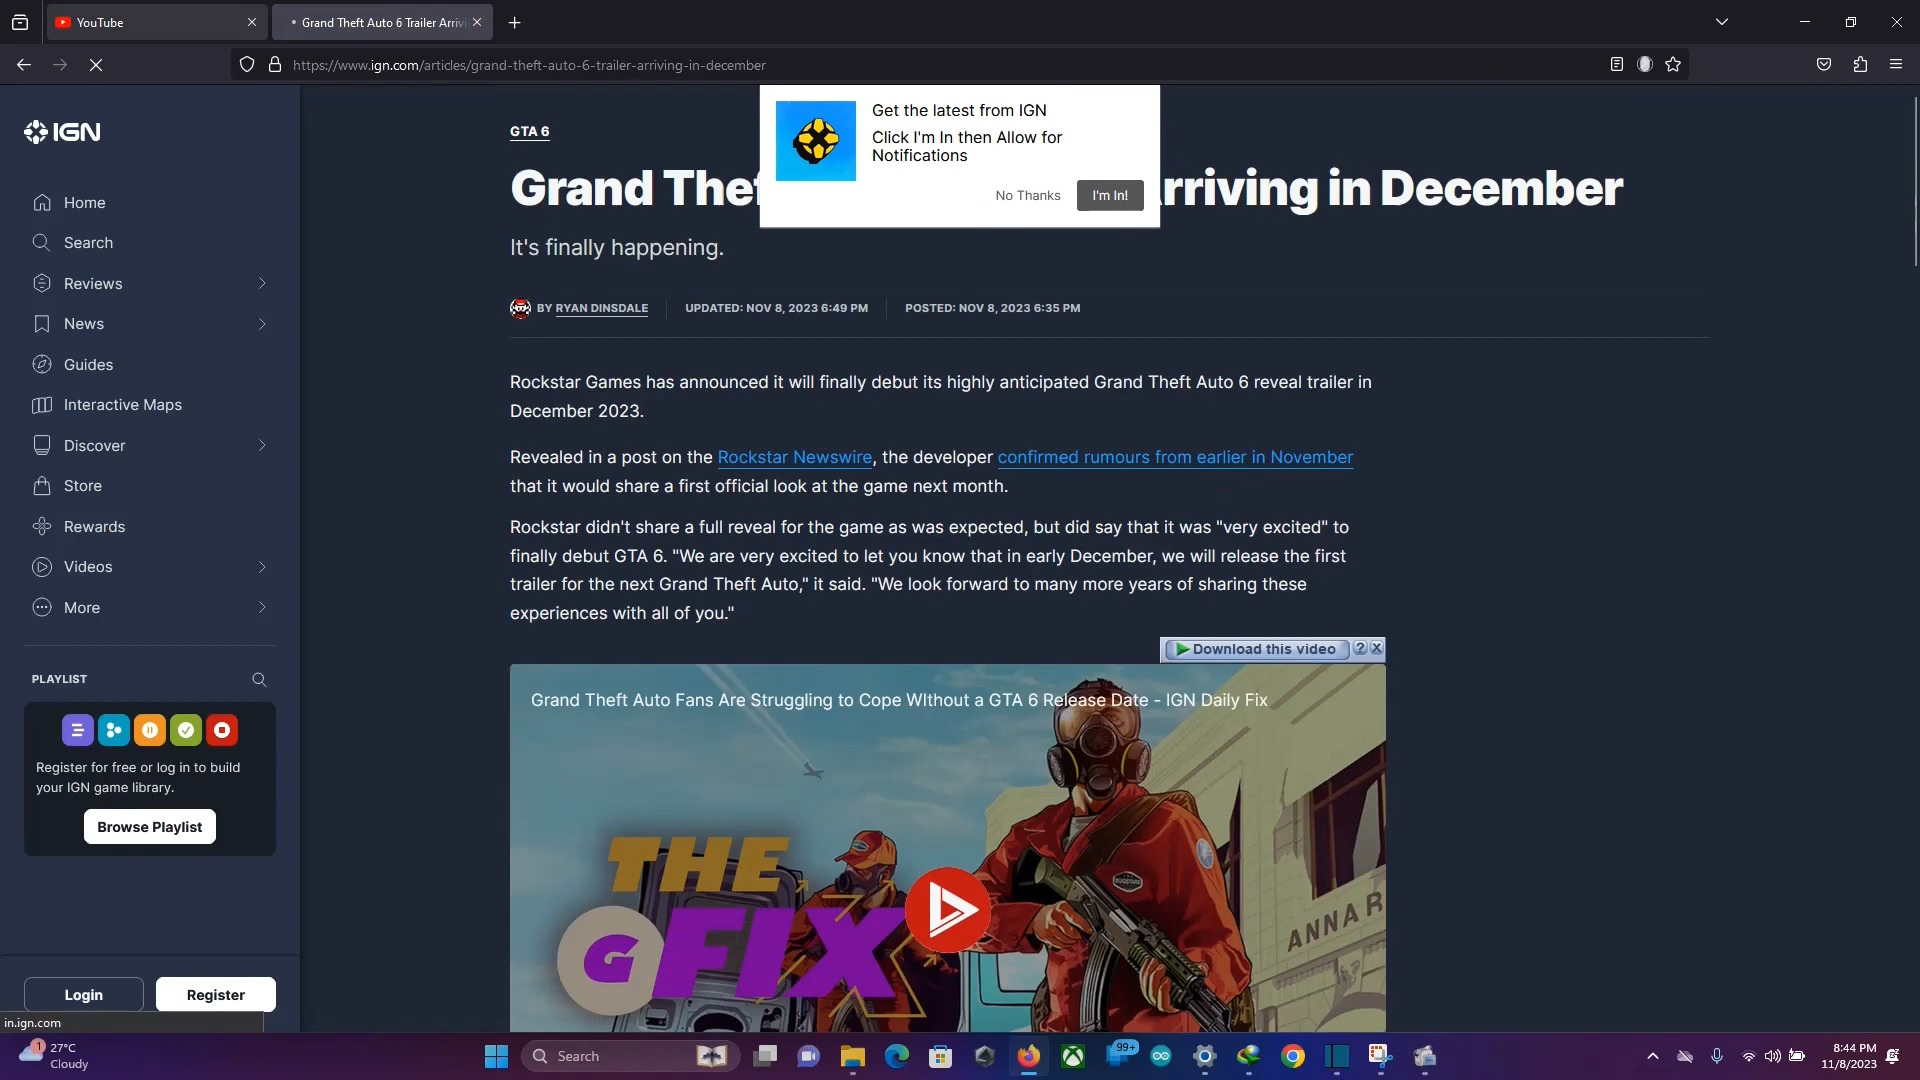 YouTube
Grand Theft Auto 6 Trailer Arrivi
https://www.ign.com/articles/grand-theft-auto-6-trailer-arriving-in-december
IGN
Home
Search
Reviews
News
Guides
Interactive Maps
Discover
Store
Rewards
Videos
More
PLAYLIST
Register for free or log in to build
your IGN game library.
Browse Playlist
Login
Register
in.ign.com
Get the latest from IGN
Click I'm In then Allow for
Notifications
No Thanks
I'm In!
GTA 6
Grand Thef rriving in December
It's finally happening.
BY RYAN DINSDALE
UPDATED: NOV 8, 2023 6:49 PM
POSTED: NOV 8, 2023 6:35 PM
Rockstar Games has announced it will finally debut its highly anticipated Grand Theft Auto 6 reveal trailer in
December 2023.
Revealed in a post on the Rockstar Newswire, the developer confirmed rumours from earlier in November
that it would share a first official look at the game next month.
Rockstar didn't share a full reveal for the game as was expected, but did say that it was "very excited" to
finally debut GTA 6. "We are very excited to let you know that in early December, we will release the first
trailer for the next Grand Theft Auto," it said. "We look forward to many more years of sharing these
experiences with all of you."
Download this video
?
Grand Theft Auto Fans Are Struggling to Cope WIthout a GTA 6 Release Date - IGN Daily Fix
THE
G FIX
BUGSTARS
ANNAR
1
27°C
Cloudy
Search
99+
8:44 PM
11/8/2023